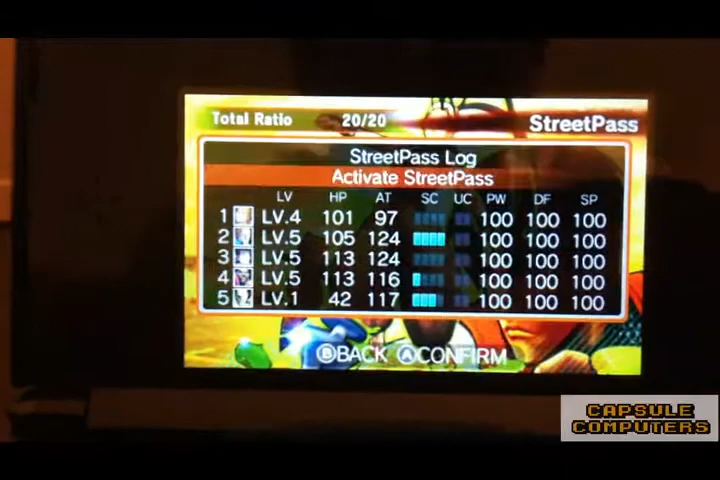 Total Ratio 20/20 StreetPass
StreetPass Log
Activate StreetPass
LV HP AT SC UC PW DF SP
1 LV.4 101 97 100 100 100
2 LV.5 105 124 100 100 100
3 LV.5 113 124 100 100 100
4 LV.5 113 116 100 100 100
5 LV.1 42 117 100 100 100
B BACK A CONFIRM
CAPSULE
COMPUTERS